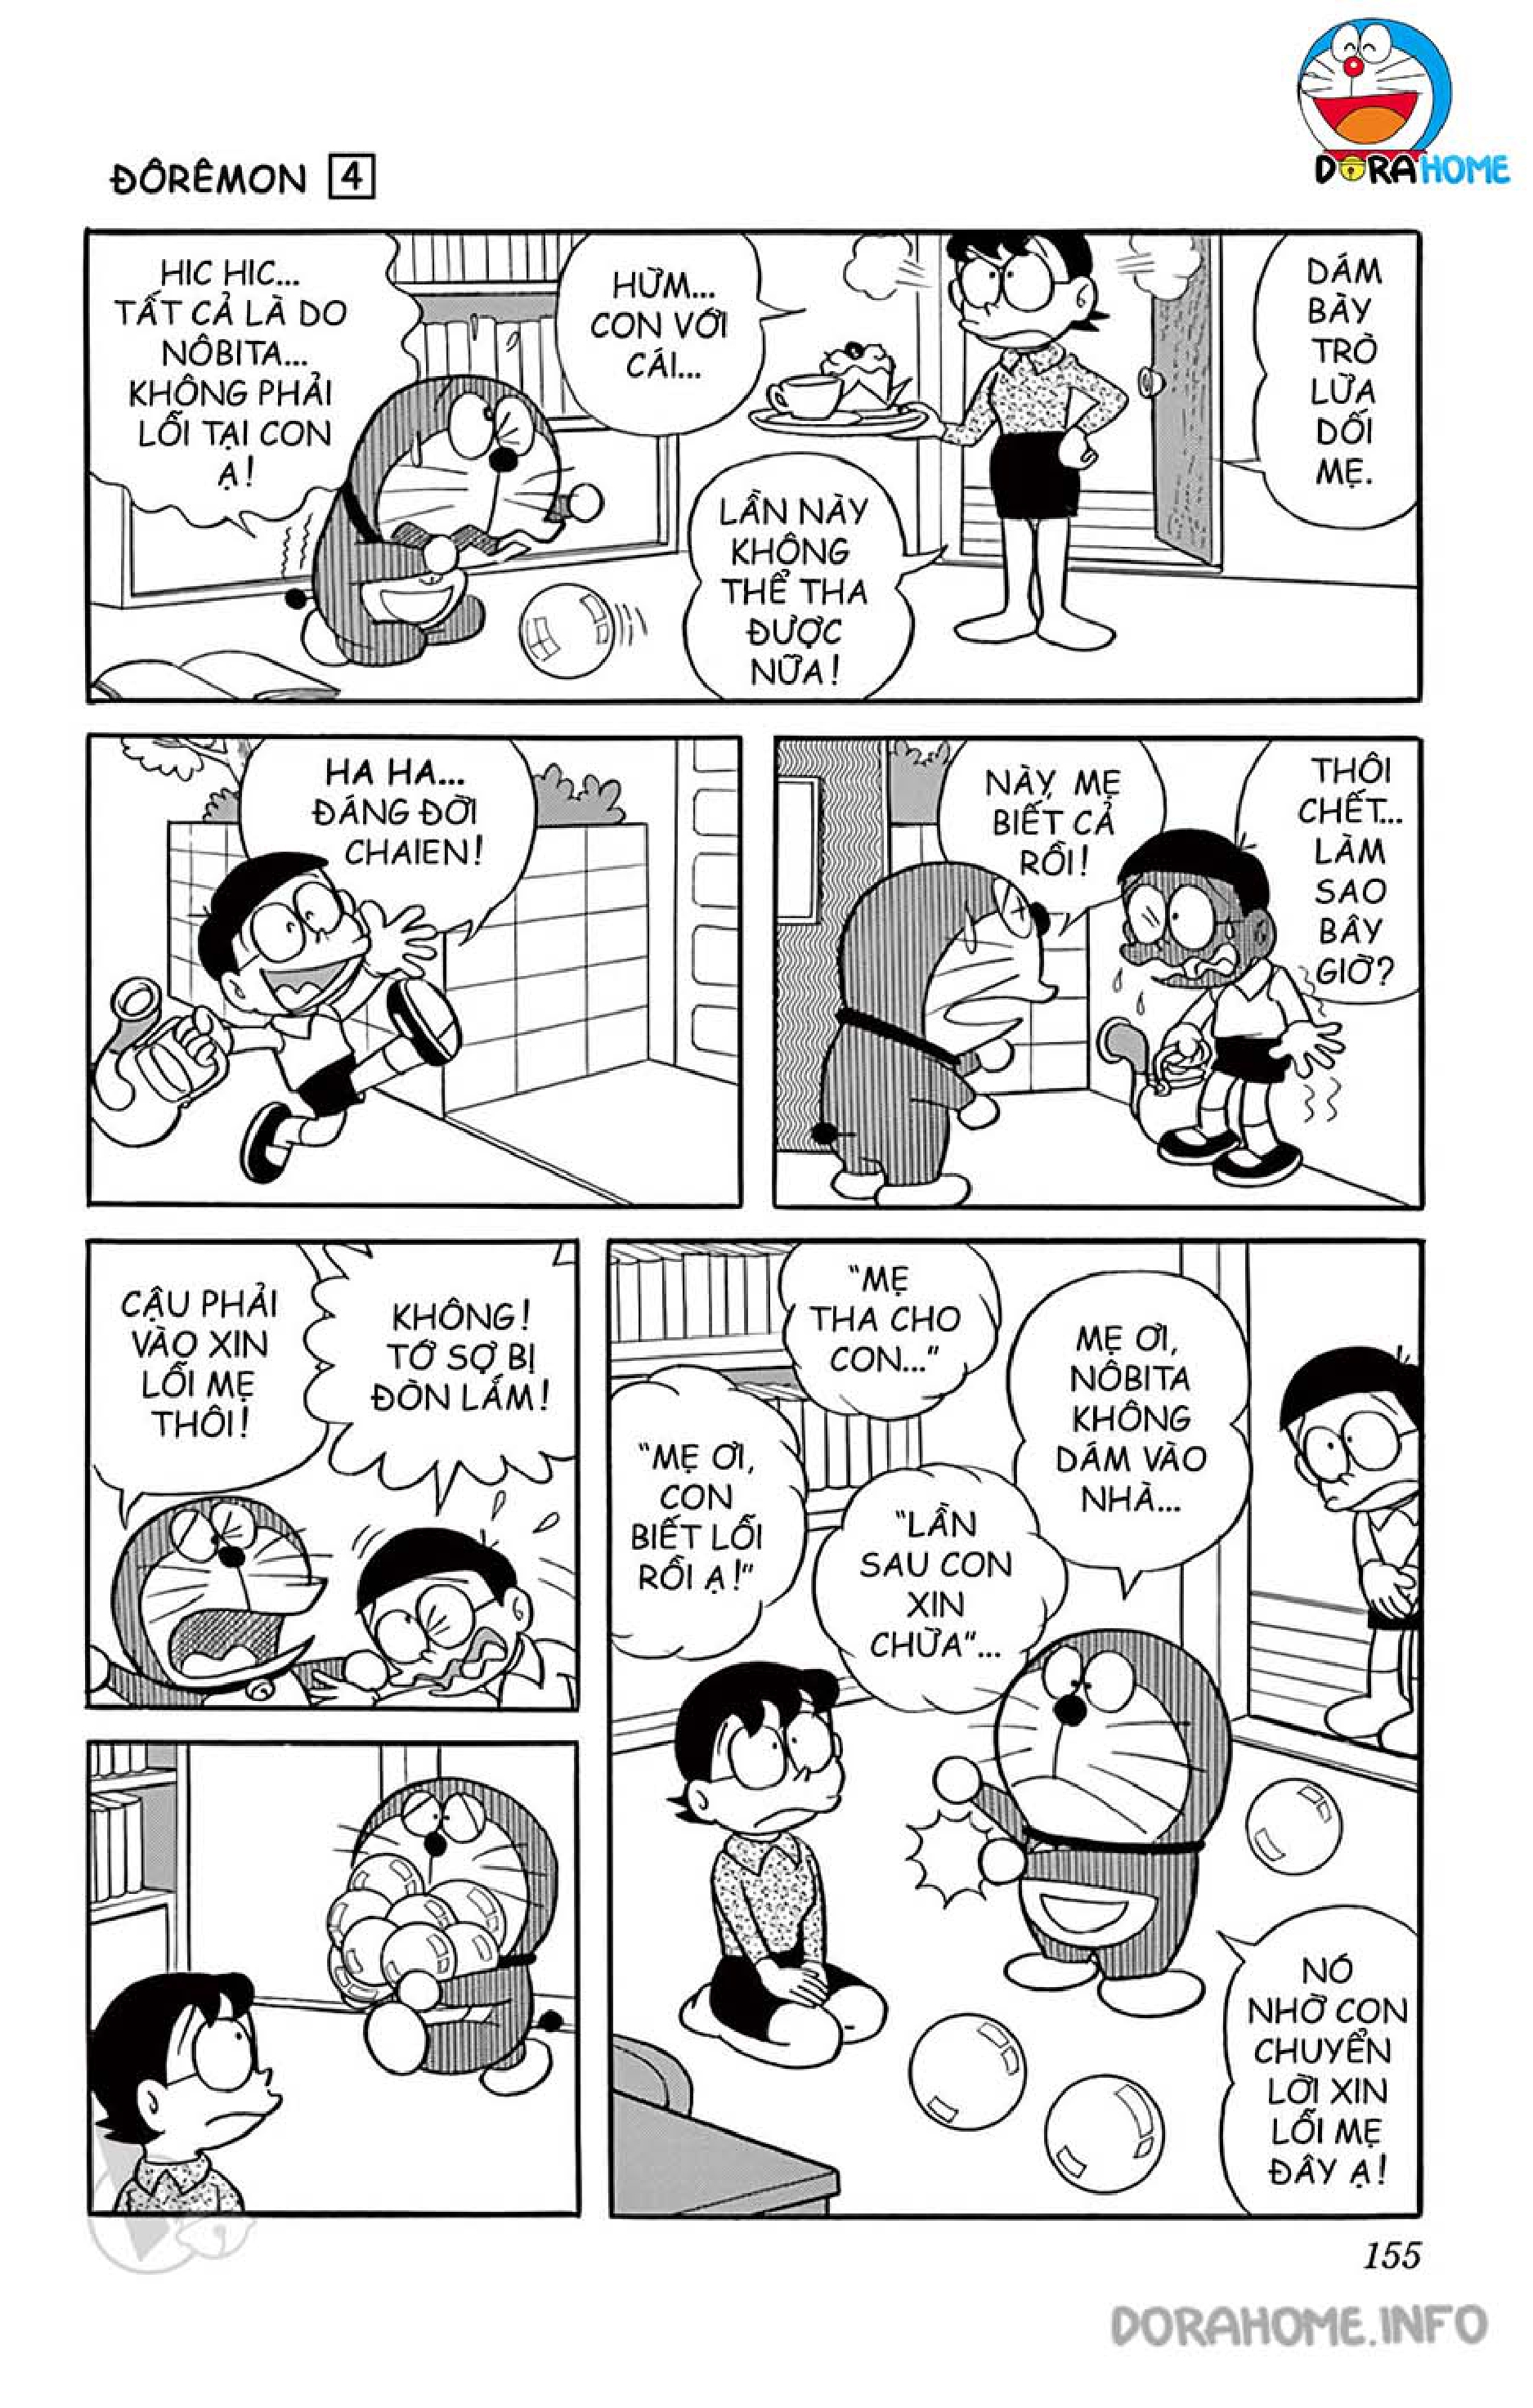 DORAHOME
ĐÔRÊMON 4
HIC HIC...
TẤT CẢ LÀ DO
NÔBITA...
KHÔNG PHẢI
LỖI TẠI CON
Ạ!
HỪM...
CON VỚI
CÁI...
DÁM
BÀY
TRÒ
LỪA
DỐI
MẸ.
LẦN NÀY
KHÔNG
THỂ THA
ĐƯỢC
NỮA!
HA HA...
ĐÁNG ĐỜI
CHAIEN!
NÀY, MẸ
BIẾT CẢ
RỒI!
THÔI
CHẾT...
LÀM
SAO
BÂY
GIỜ?
CẬU PHẢI
VÀO XIN
LỖI MẸ
THÔI!
KHÔNG!
TỚ SỢ BỊ
ĐÒN LẮM!
"MẸ
THA CHO
CON..."
MẸ ƠI,
NÔBITA
KHÔNG
DÁM VÀO
NHÀ...
"MẸ ƠI,
CON
BIẾT LỖI
RỒI Ạ!"
"LẦN
SAU CON
XIN
CHỪA"...
NÓ
NHỜ CON
CHUYỂN
LỜI XIN
LỖI MẸ
ĐÂY Ạ!
155
DORAHOME.INFO